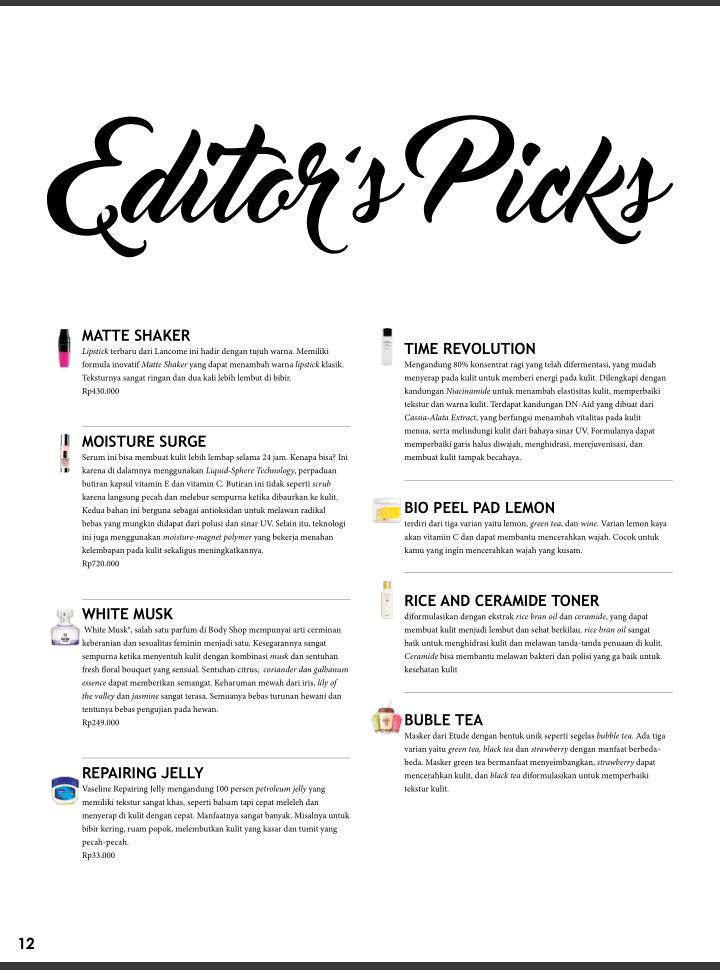 Editor's Picks
MATTE SHAKER
Lipstick terbaru dari Lancome ini hadir dengan tujuh warna. Memiliki
formula inovatif Matte Shaker yang dapat menambah warna lipstick klasik.
Teksturnya sangat ringan dan dua kali lebih lembut di bibir.
Rp430.000
MOISTURE SURGE
Serum ini bisa membuat kulit lebih lembap selama 24 jam. Kenapa bisa? Ini
karena di dalamnya menggunakan Liquid-Sphere Technology, perpaduan
butiran kapsul vitamin E dan vitamin C. Butiran ini tidak seperti scrub
karena langsung pecah dan melebur sempurna ketika dibaurkan ke kulit.
Kedua bahan ini berguna sebagai antioksidan untuk melawan radikal
bebas yang mungkin didapat dari polusi dan sinar UV. Selain itu, teknologi
ini juga menggunakan moisture-magnet polymer yang bekerja menahan
kelembapan pada kulit sekaligus meningkatkannya.
Rp720.000
WHITE MUSK
White Musk®, salah satu parfum di Body Shop mempunyai arti cerminan
keberanian dan sesualitas feminin menjadi satu. Kesegarannya sangat
sempurna ketika menyentuh kulit dengan kombinasi musk dan sentuhan
fresh floral bouquet yang sensual. Sentuhan citrus, coriander dan galbanum
essence dapat memberikan semangat. Keharuman mewah dari iris, lily of
the valley dan jasmine sangat terasa. Semuanya bebas turunan hewani dan
tentunya bebas pengujian pada hewan.
Rp249.000
REPAIRING JELLY
Vaseline Repairing Jelly mengandung 100 persen petroleum jelly yang
memiliki tekstur sangat khas, seperti balsam tapi cepat meleleh dan
menyerap di kulit dengan cepat. Manfaatnya sangat banyak. Misalnya untuk
bibir kering, ruam popok, melembutkan kulit yang kasar dan tumit yang
pecah-pecah.
Rp33.000
TIME REVOLUTION
Mengandung 80% konsentrat ragi yang telah difermentasi, yang mudah
menyerap pada kulit untuk memberi energi pada kulit. Dilengkapi dengan
kandungan Niacinamide untuk menambah elastisitas kulit, memperbaiki
tekstur dan warna kulit. Terdapat kandungan DN-Aid yang dibuat dari
Cassia-Alata Extract, yang berfungsi menambah vitalitas pada kulit
menua, serta melindungi kulit dari bahaya sinar UV. Formulanya dapat
memperbaiki garis halus diwajah, menghidrasi, merejuvenisasi, dan
membuat kulit tampak becahaya.
BIO PEEL PAD LEMON
terdiri dari tiga varian yaitu lemon, green tea, dan wine. Varian lemon kaya
akan vitamin C dan dapat membantu mencerahkan wajah. Cocok untuk
kamu yang ingin mencerahkan wajah yang kusam.
RICE AND CERAMIDE TONER
diformulasikan dengan ekstrak rice bran oil dan ceramide, yang dapat
membuat kulit menjadi lembut dan sehat berkilau. rice bran oil sangat
baik untuk menghidrasi kulit dan melawan tanda-tanda penuaan di kulit.
Ceramide bisa membantu melawan bakteri dan polisi yang ga baik untuk
kesehatan kulit
BUBLE TEA
Masker dari Etude dengan bentuk unik seperti segelas bubble tea. Ada tiga
varian yaitu green tea, black tea dan strawberry dengan manfaat berbeda-
beda. Masker green tea bermanfaat menyeimbangkan, strawberry dapat
mencerahkan kulit, dan black tea diformulasikan untuk memperbaiki
tekstur kulit.
12